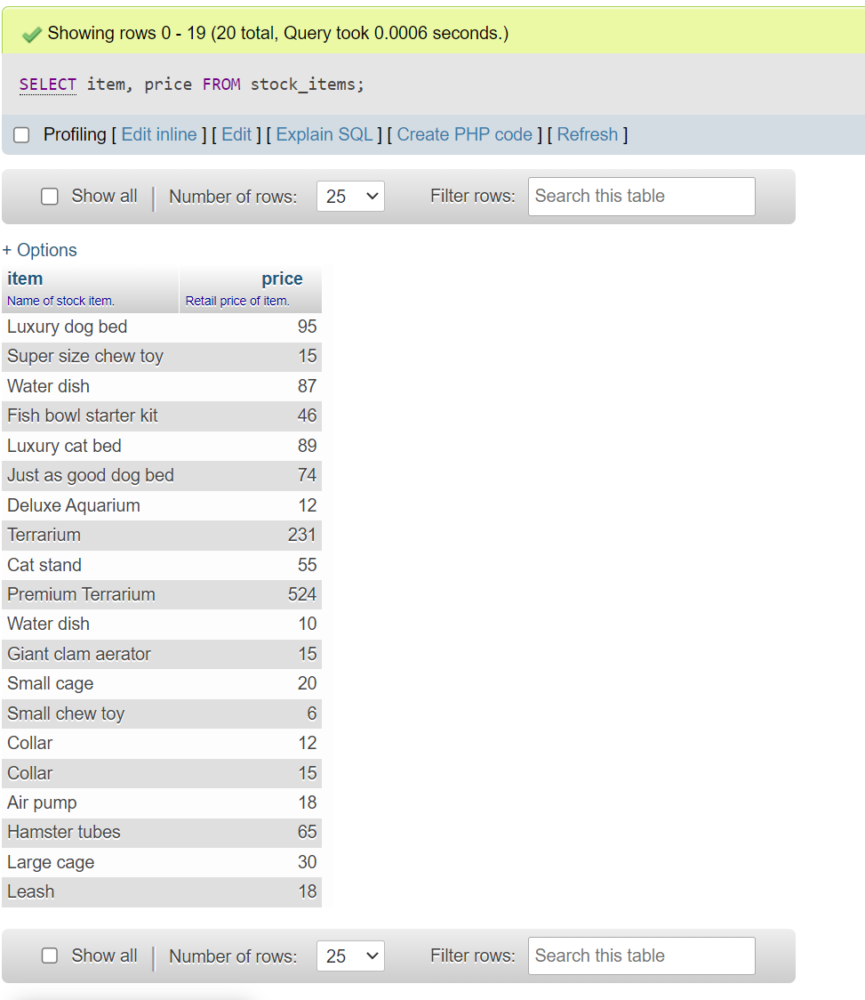 Showing rows 0 - 19 (20 total, Query took 0.0006 seconds.)
SELECT item, price FROM stock_items;
Profiling [ Edit inline ] [ Edit ] [ Explain SQL ] [ Create PHP code ] [ Refresh ]
Show all | Number of rows: 25 Filter rows: Search this table
+ Options
item price
Name of stock item. Retail price of item.
Luxury dog bed 95
Super size chew toy 15
Water dish 87
Fish bowl starter kit 46
Luxury cat bed 89
Just as good dog bed 74
Deluxe Aquarium 12
Terrarium 231
Cat stand 55
Premium Terrarium 524
Water dish 10
Giant clam aerator 15
Small cage 20
Small chew toy 6
Collar 12
Collar 15
Air pump 18
Hamster tubes 65
Large cage 30
Leash 18
Show all | Number of rows: 25 Filter rows: Search this table